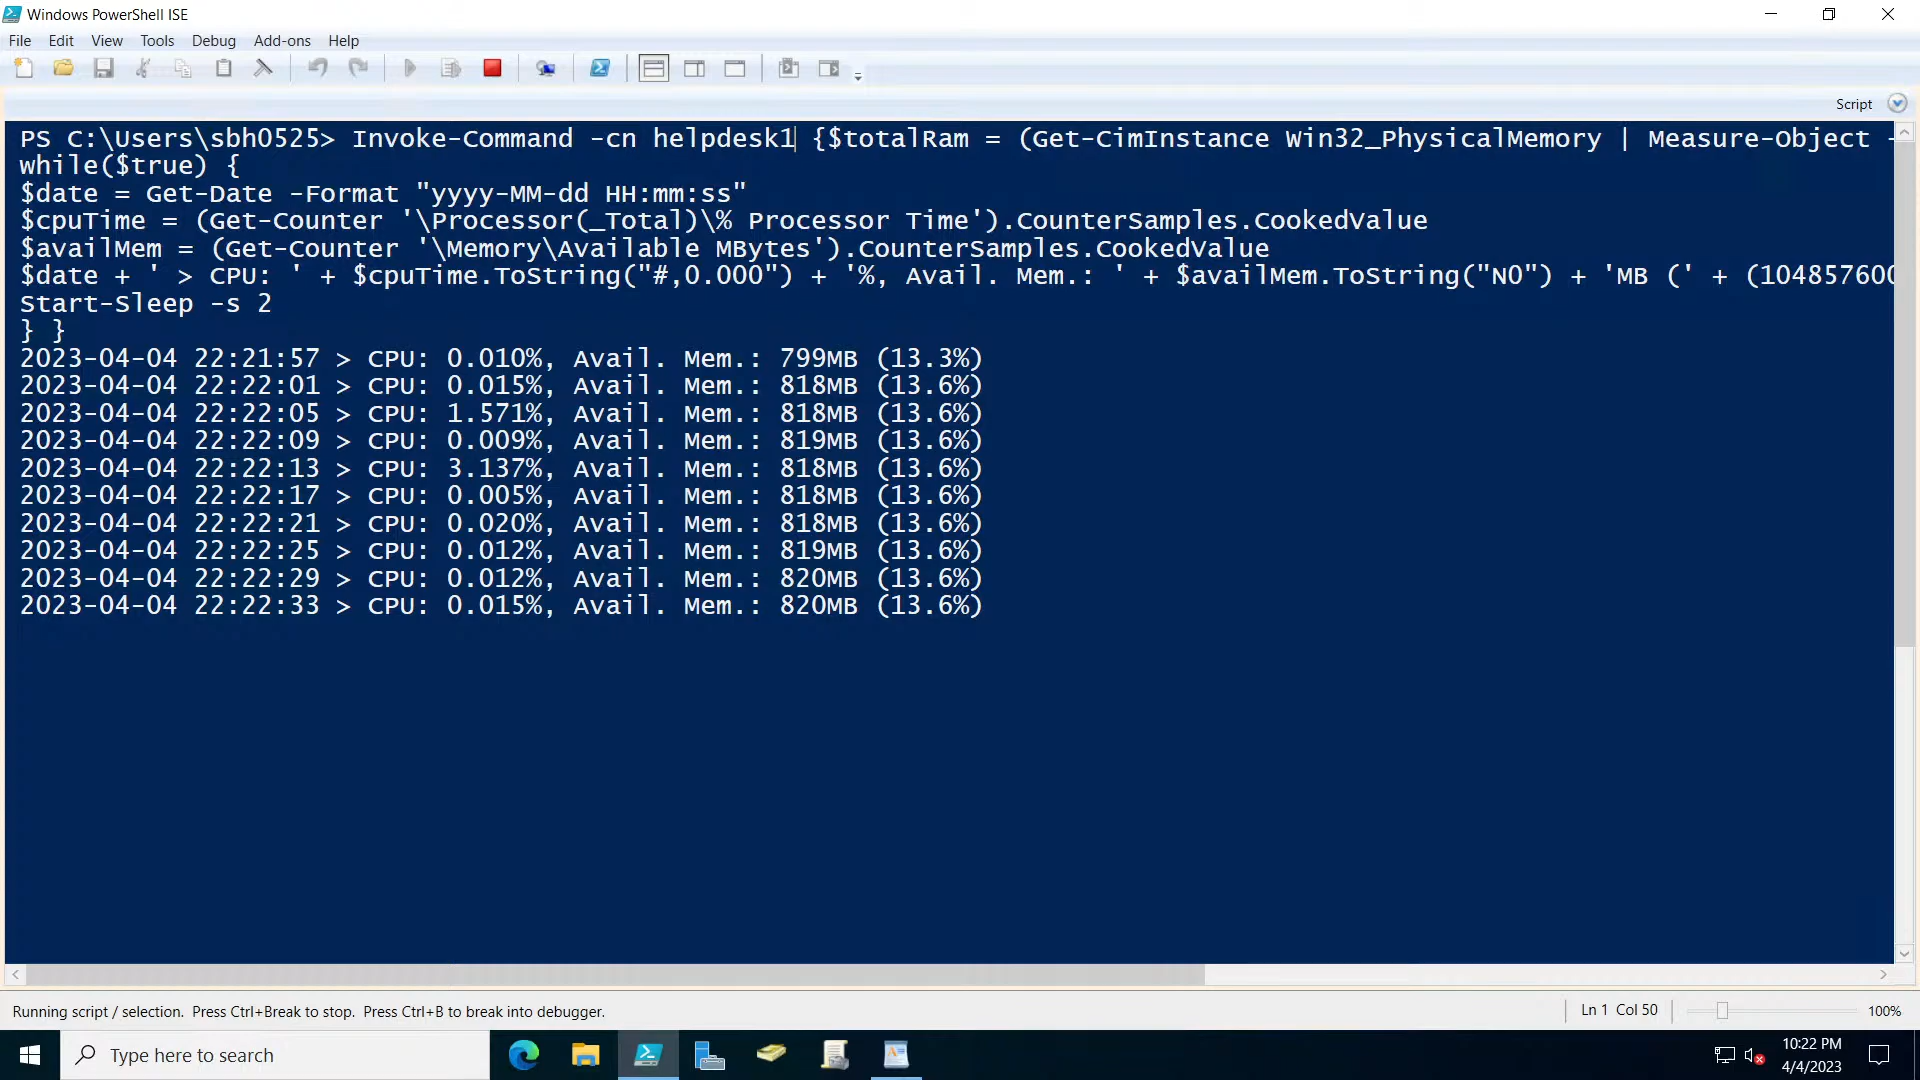 Windows PowerShell ISE
File Edit View Tools Debug Add-ons Help
Script
PS C:\Users\sbh0525> Invoke-Command -cn helpdesk1 {$totalRam = (Get-CimInstance Win32_PhysicalMemory | Measure-Object -
while($true) {
$date = Get-Date -Format "yyyy-MM-dd HH:mm:ss"
$cpuTime = (Get-Counter '\Processor(_Total)\% Processor Time').CounterSamples.CookedValue
$availMem = (Get-Counter '\Memory\Available MBytes').CounterSamples.CookedValue
$date + ' > CPU: ' + $cpuTime.ToString("#,0.000") + '%, Avail. Mem.: ' + $availMem.ToString("N0") + 'MB (' + (104857600
Start-Sleep -s 2
} }
2023-04-04 22:21:57 > CPU: 0.010%, Avail. Mem.: 799MB (13.3%)
2023-04-04 22:22:01 > CPU: 0.015%, Avail. Mem.: 818MB (13.6%)
2023-04-04 22:22:05 > CPU: 1.571%, Avail. Mem.: 818MB (13.6%)
2023-04-04 22:22:09 > CPU: 0.009%, Avail. Mem.: 819MB (13.6%)
2023-04-04 22:22:13 > CPU: 3.137%, Avail. Mem.: 818MB (13.6%)
2023-04-04 22:22:17 > CPU: 0.005%, Avail. Mem.: 818MB (13.6%)
2023-04-04 22:22:21 > CPU: 0.020%, Avail. Mem.: 818MB (13.6%)
2023-04-04 22:22:25 > CPU: 0.012%, Avail. Mem.: 819MB (13.6%)
2023-04-04 22:22:29 > CPU: 0.012%, Avail. Mem.: 820MB (13.6%)
2023-04-04 22:22:33 > CPU: 0.015%, Avail. Mem.: 820MB (13.6%)
Running script / selection. Press Ctrl+Break to stop. Press Ctrl+B to break into debugger.
Ln 1 Col 50
100%
Type here to search
10:22 PM
4/4/2023